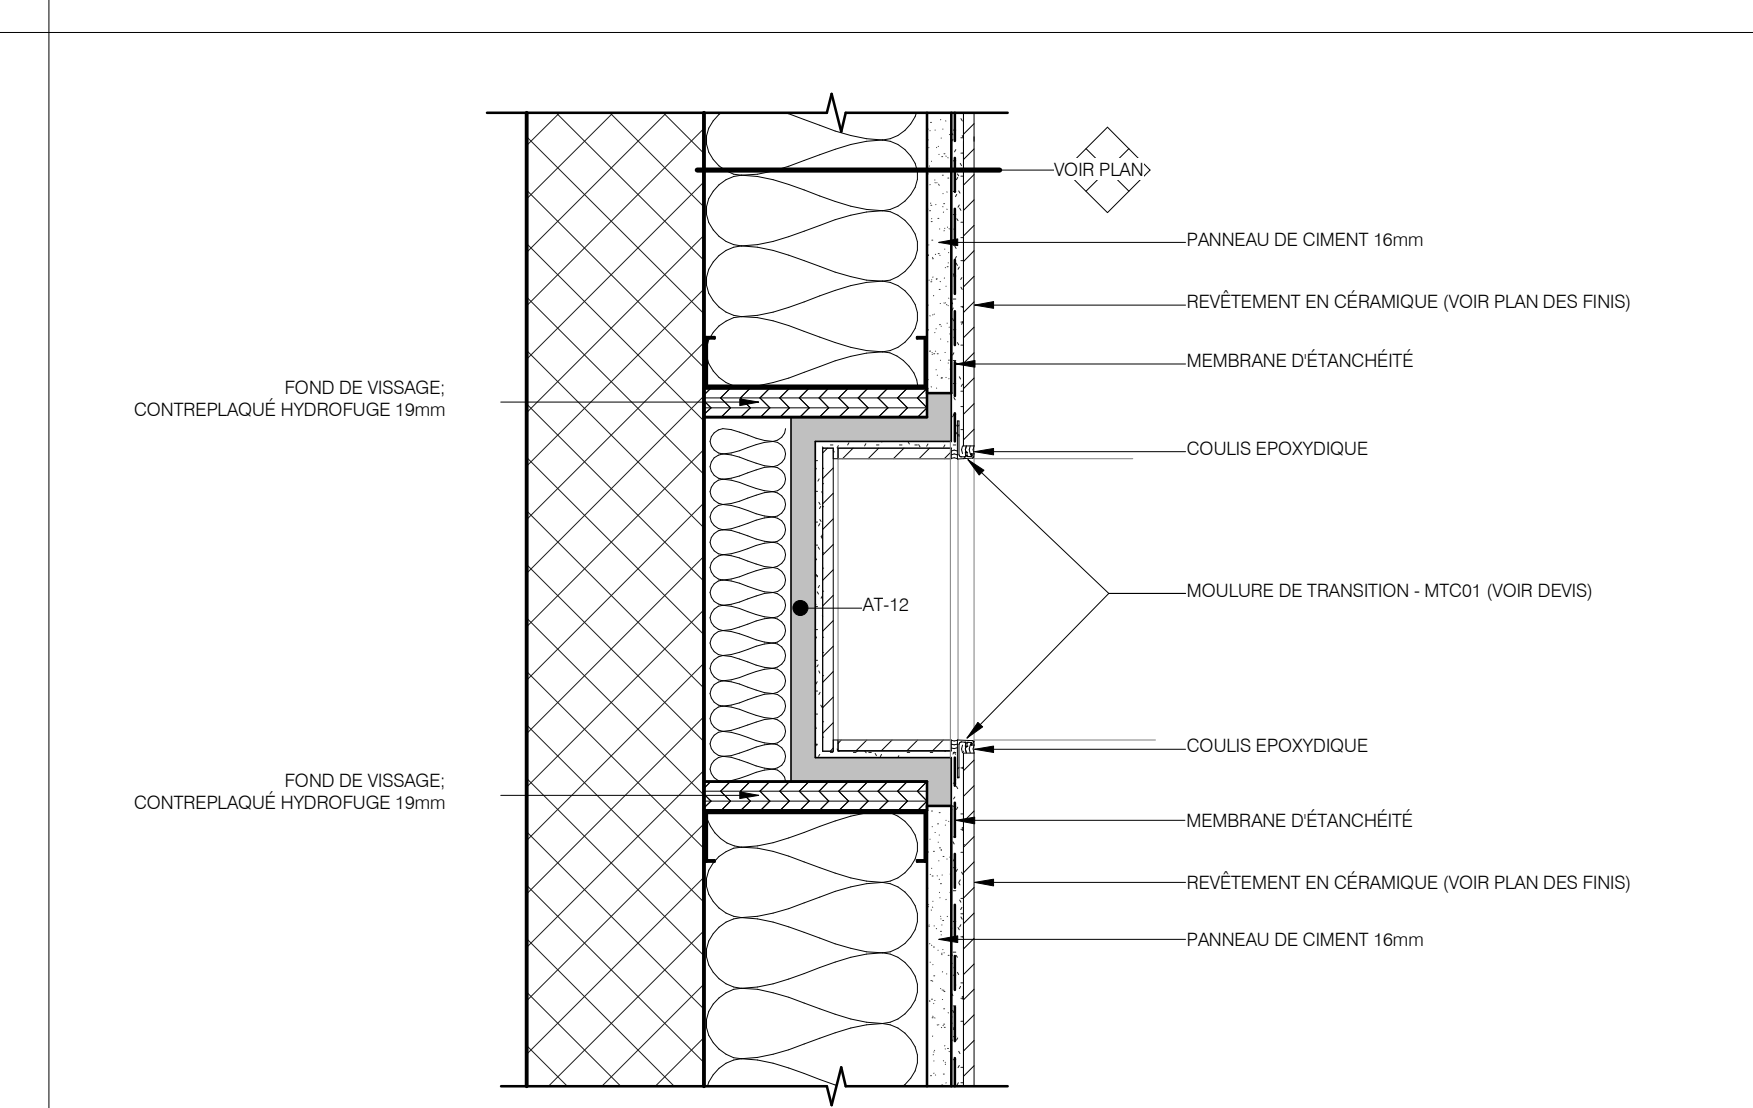 VOIR PLAN
PANNEAU DE CIMENT 16mm
REVÊTEMENT EN CÉRAMIQUE (VOIR PLAN DES FINIS)
MEMBRANE D'ÉTANCHÉITÉ
FOND DE VISSAGE;
CONTREPLAQUÉ HYDROFUGE 19mm
COULIS EPOXYDIQUE
MOULURE DE TRANSITION - MTC01 (VOIR DEVIS)
AT-12
COULIS EPOXYDIQUE
FOND DE VISSAGE;
CONTREPLAQUÉ HYDROFUGE 19mm
MEMBRANE D'ÉTANCHÉITÉ
REVÊTEMENT EN CÉRAMIQUE (VOIR PLAN DES FINIS)
PANNEAU DE CIMENT 16mm